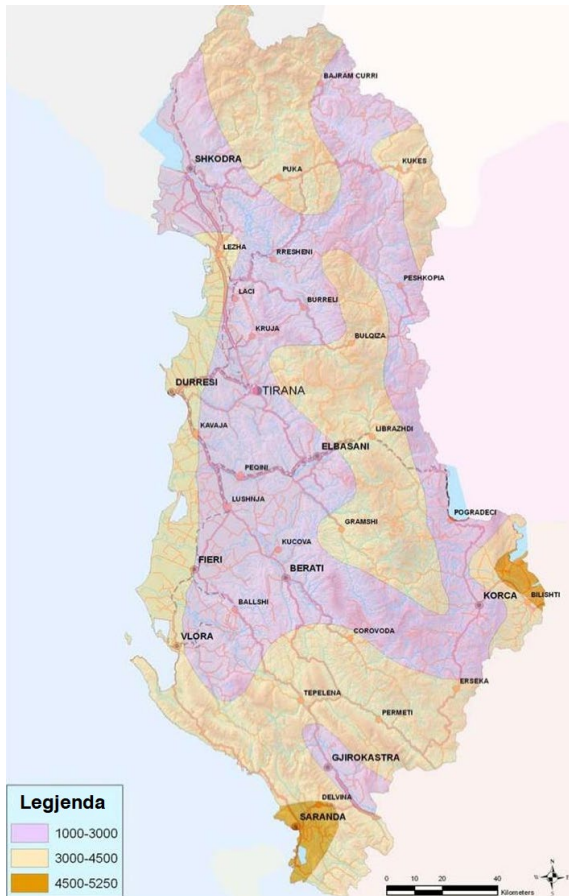 BAJRAM CURRI
SHKODRA
KUKES
PUKA
LEZHA
RRESHENI
PESHKOPIA
LACI
BURRELI
KRUJA
BULQIZA
DURRESI
TIRANA
KAVAJA
LIBRAZHDI
ELBASANI
PEQINI
LUSHNJA
POGRADECI
GRAMSHI
KUCOVA
FIERI
BERATI
BILISHTI
KORCA
BALLSHI
VLORA
COROVODA
ERSEKA
TEPELENA
PERMETI
GJIROKASTRA
DELVINA
SARANDA
Legjenda
1000-3000
3000-4500
4500-5250
0 10 20 40
Kilometers
N
W E
S